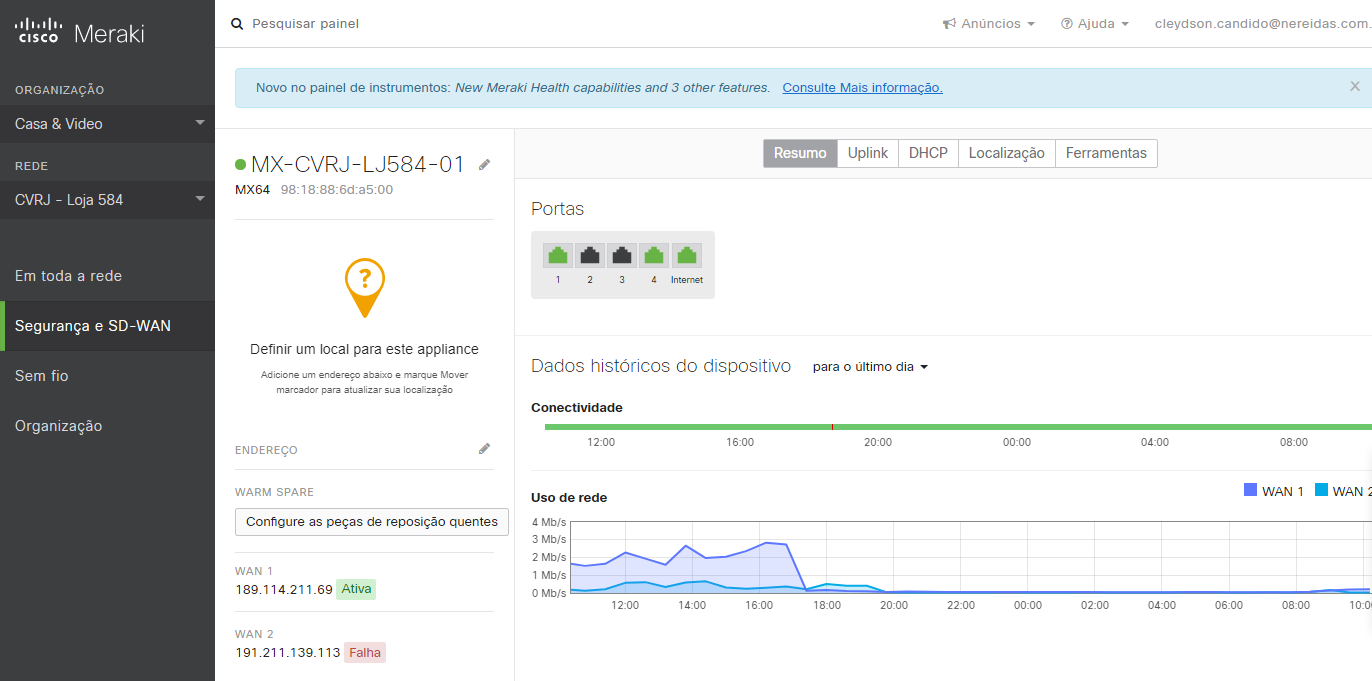 cisco Meraki
Pesquisar painel
Anúncios
Ajuda
cleydson.candido@nereidas.com.
ORGANIZAÇÃO
Casa & Video
REDE
CVRJ - Loja 584
Em toda a rede
Segurança e SD-WAN
Sem fio
Organização
Novo no painel de instrumentos: New Meraki Health capabilities and 3 other features. Consulte Mais informação.
MX-CVRJ-LJ584-01
MX64 98:18:88:6d:a5:00
?
Definir um local para este appliance
Adicione um endereço abaixo e marque Mover
marcador para atualizar sua localização
ENDEREÇO
WARM SPARE
Configure as peças de reposição quentes
WAN 1
189.114.211.69 Ativa
WAN 2
191.211.139.113 Falha
Resumo Uplink DHCP Localização Ferramentas
Portas
1 2 3 4 Internet
Dados históricos do dispositivo para o último dia
Conectividade
12:00 16:00 20:00 00:00 04:00 08:00
Uso de rede
WAN 1 WAN 2
4 Mb/s
3 Mb/s
2 Mb/s
1 Mb/s
0 Mb/s
12:00 14:00 16:00 18:00 20:00 22:00 00:00 02:00 04:00 06:00 08:00 10:0